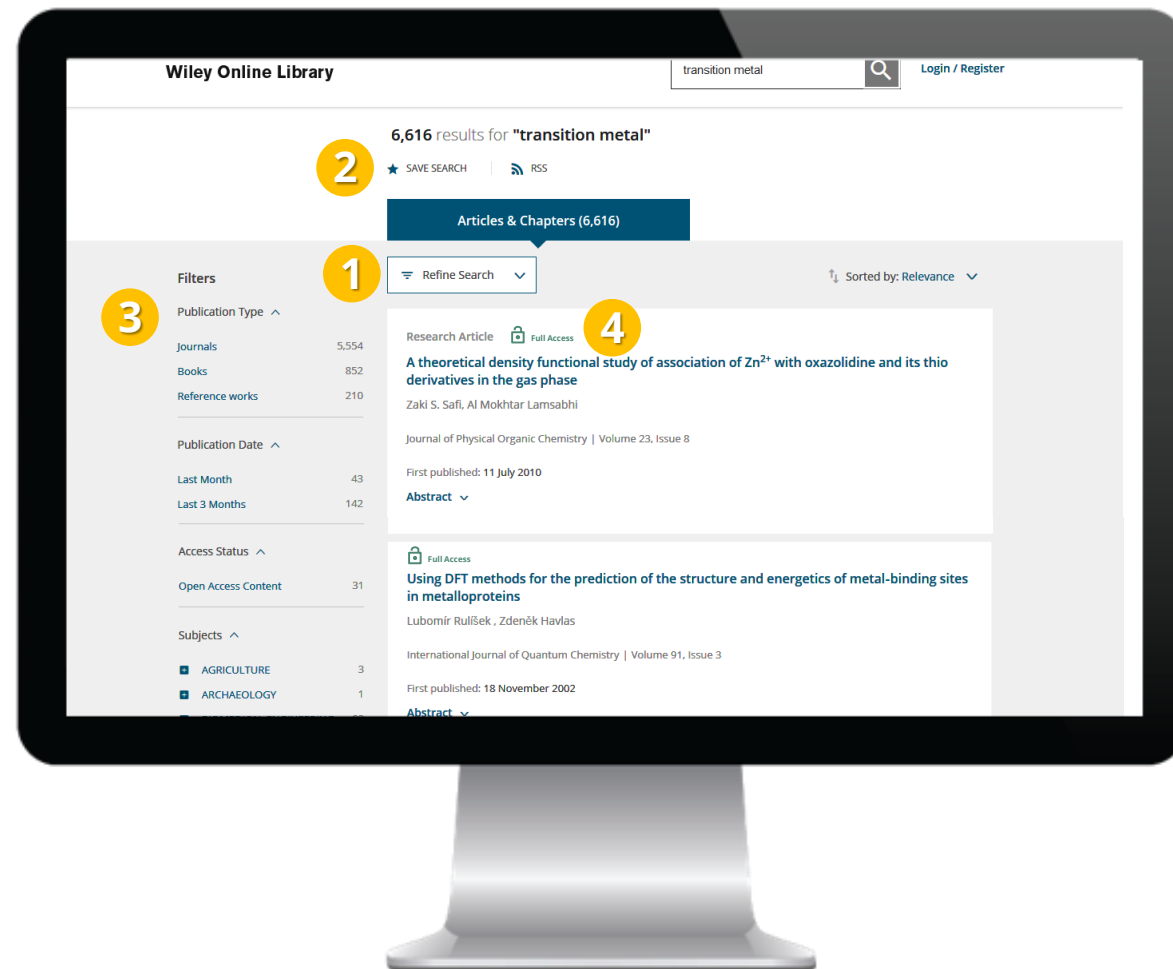 Wiley Online Library
transition metal
Login / Register
6,616 results for "transition metal"
2
SAVE SEARCH
RSS
Articles & Chapters (6,616)
1
Refine Search
Sorted by: Relevance
Filters
3
Publication Type
Journals 5,554
Books 852
Reference works 210
Publication Date
Last Month 43
Last 3 Months 142
Access Status
Open Access Content 31
Subjects
AGRICULTURE 3
ARCHAEOLOGY 1
Research Article Full Access
4
A theoretical density functional study of association of Zn²⁺ with oxazolidine and its thio
derivatives in the gas phase
Zaki S. Safi, Al Mokhtar Lamsabhi
Journal of Physical Organic Chemistry | Volume 23, Issue 8
First published: 11 July 2010
Abstract
Full Access
Using DFT methods for the prediction of the structure and energetics of metal-binding sites
in metalloproteins
Lubomír Rulíšek , Zdeněk Havlas
International Journal of Quantum Chemistry | Volume 91, Issue 3
First published: 18 November 2002
Abstract